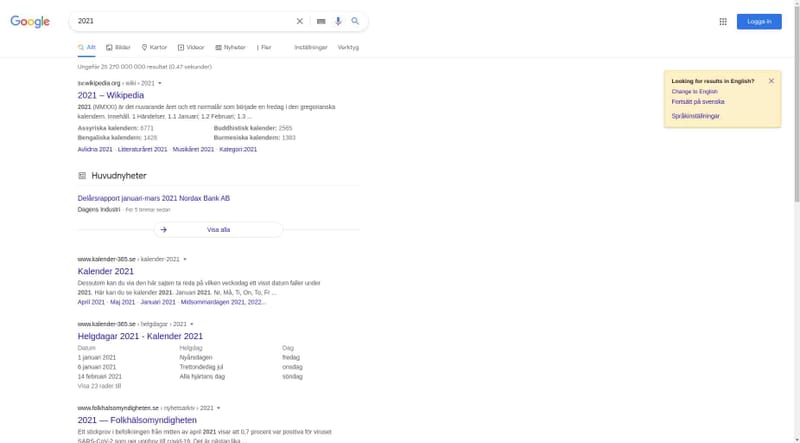 Google
2021
Logga in
Allt Bilder Kartor Videor Nyheter Fler Inställningar Verktyg
Ungefär 25 270 000 000 resultat (0,47 sekunder)
sv.wikipedia.org › wiki › 2021
2021 – Wikipedia
2021 (MMXXI) är det nuvarande året och ett normalår som började en fredag i den gregorianska
kalendern. Innehåll. 1 Händelser. 1.1 Januari; 1.2 Februari; 1.3 ...
Assyriska kalendern: 6771 Buddhistisk kalender: 2565
Bengaliska kalendern: 1428 Burmesiska kalendern: 1383
Avlidna 2021 · Litteraturåret 2021 · Musikåret 2021 · Kategori:2021
Looking for results in English?
Change to English
Fortsätt på svenska
Språkinställningar
Huvudnyheter
Delårsrapport januari-mars 2021 Nordax Bank AB
Dagens Industri · För 5 timmar sedan
Visa alla
www.kalender-365.se › kalender-2021
Kalender 2021
Dessutom kan du via den här sajten ta reda på vilken veckodag ett visst datum faller under
2021. Här kan du se kalender 2021. Januari 2021. Nr, Må, Ti, On, To, Fr ...
April 2021 · Maj 2021 · Januari 2021 · Midsommardagen 2021, 2022...
www.kalender-365.se › helgdagar › 2021
Helgdagar 2021 - Kalender 2021
Datum Helgdag Dag
1 januari 2021 Nyårsdagen fredag
6 januari 2021 Trettondedag jul onsdag
14 februari 2021 Alla hjärtans dag söndag
Visa 23 rader till
www.folkhalsomyndigheten.se › nyhetsarkiv › 2021
2021 — Folkhälsomyndigheten
Ett stickprov i befolkningen från mitten av april 2021 visar att 0,7 procent var positiva för viruset
SARS-CoV-2 som ger upphov till covid-19. Det är nästan lika ...